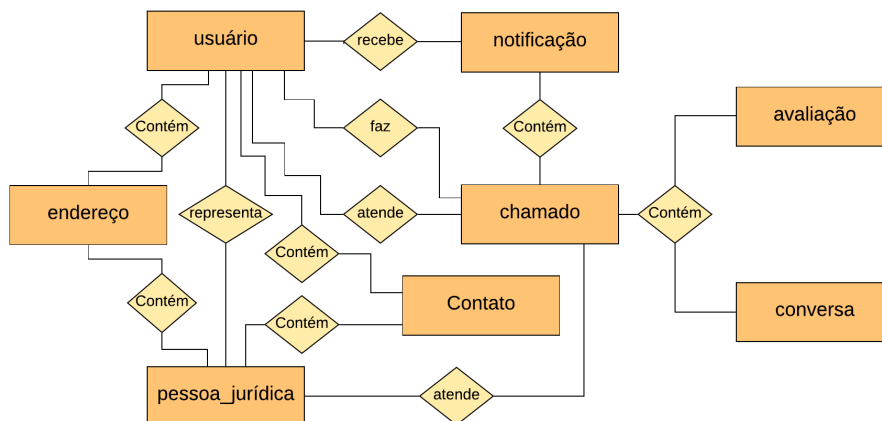 usuário
recebe
notificação
Contém
faz
Contém
avaliação
endereço
representa
atende
chamado
Contém
Contém
Contém
Contato
Contém
conversa
pessoa_jurídica
atende